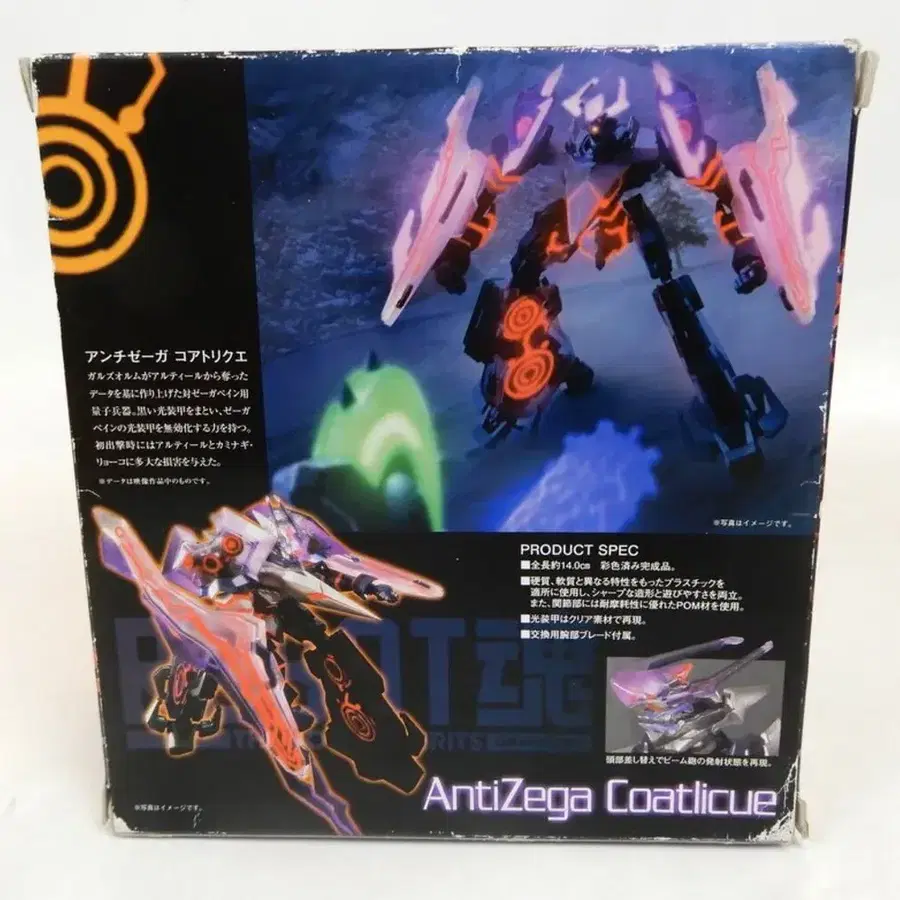 アンチゼーガ コアトリクエ
ガルズオルムがアルティールから奪った
データを基に作り上げた対ゼーガペイン用
量子兵器。黒い光装甲をまとい、ゼーガ
ペインの光装甲を無効化する力を持つ。
初出撃時にはアルティールとカミナギ・
リョーコに多大な損害を与えた。
※データは映像作品中のものです。
※写真はイメージです。
PRODUCT SPEC
■全長約14.0㎝ 彩色済み完成品。
■硬質、軟質と異なる特性をもったプラスチックを
適所に使用し、シャープな造形と遊びやすさを両立。
また、関節部には耐摩耗性に優れたPOM材を使用。
■光装甲はクリア素材で再現。
■交換用腕部ブレード付属。
頭部差し替えでビーム砲の発射状態を再現。
※写真はイメージです。
AntiZega Coatlicue